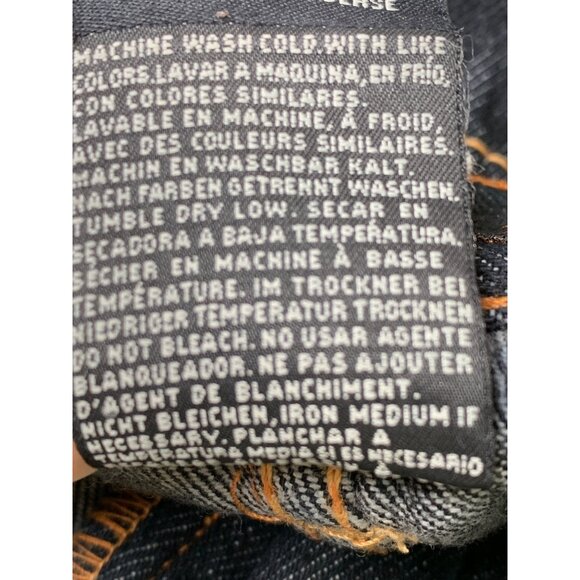 MACHINE WASH COLD.WITH LIKE
COLORS.LAVAR A MAQUINA, EN FRÍO,
CON COLORES SIMILARES.
LAVABLE EN MACHINE, À FROID,
AVEC DES COULEURS SIMILAIRES.
MACHIN EN WASCHBAR KALT.
NACH FARBEN GETRENNT WASCHEN.
TUMBLE DRY LOW. SECAR EN
SECADORA A BAJA TEMPERATURA.
SÉCHER EN MACHINE À BASSE
TEMPÉRATURE. IM TROCKNER BEI
NIEDRIGER TEMPERATUR TROCKNEN
DO NOT BLEACH. NO USAR AGENTE
BLANQUEADOR. NE PAS AJOUTER
D'AGENT DE BLANCHIMENT.
NICHT BLEICHEN, IRON MEDIUM IF
NECESSARY. PLANCHAR A
TEMPERATURA MEDIA SI ES NECESARIO